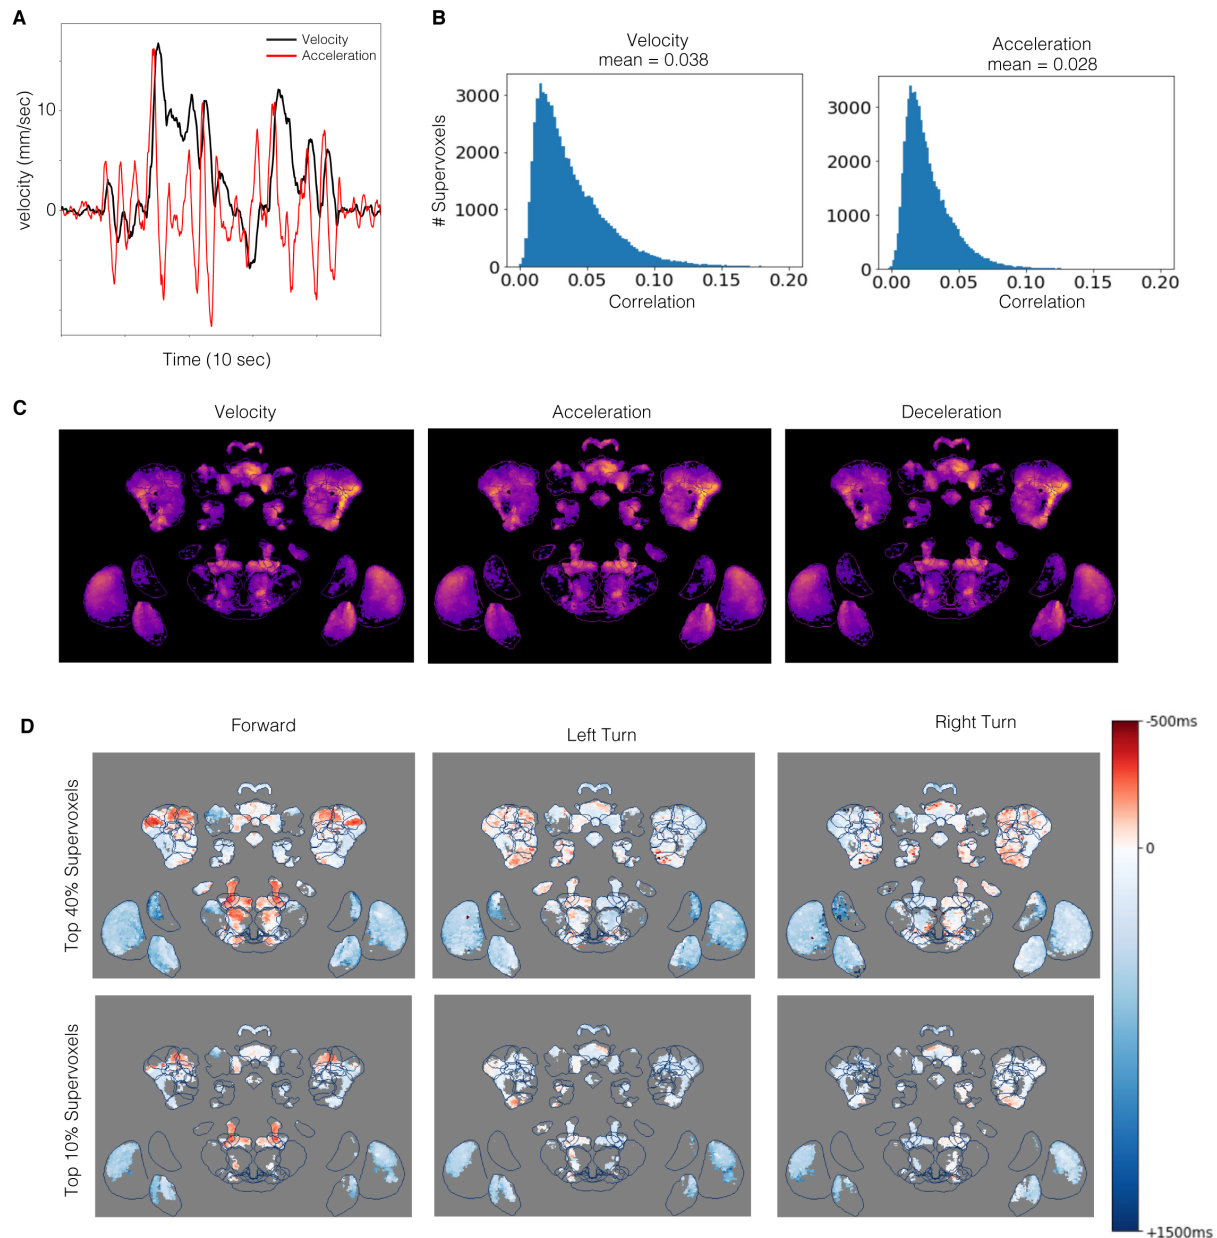 A
Velocity
Acceleration
10
0
velocity (mm/sec)
Time (10 sec)
B
Velocity
mean = 0.038
3000
2000
1000
0
# Supervoxels
0.00 0.05 0.10 0.15 0.20
Correlation
Acceleration
mean = 0.028
3000
2000
1000
0
0.00 0.05 0.10 0.15 0.20
Correlation
C
Velocity
Acceleration
Deceleration
D
Forward
Left Turn
Right Turn
Top 40% Supervoxels
Top 10% Supervoxels
-500ms
0
+1500ms